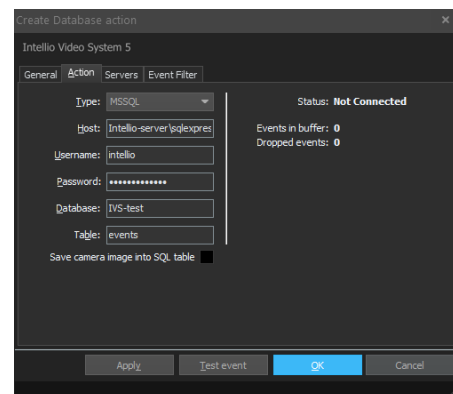 Create Database action
Intellio Video System 5
General Action Servers Event Filter
Type: MSSQL
Host: Intellio-server\sqlexpres
Username: intellio
Password: •••••••••••••
Database: IVS-test
Table: events
Save camera image into SQL table
Status: Not Connected
Events in buffer: 0
Dropped events: 0
Apply Test event OK Cancel